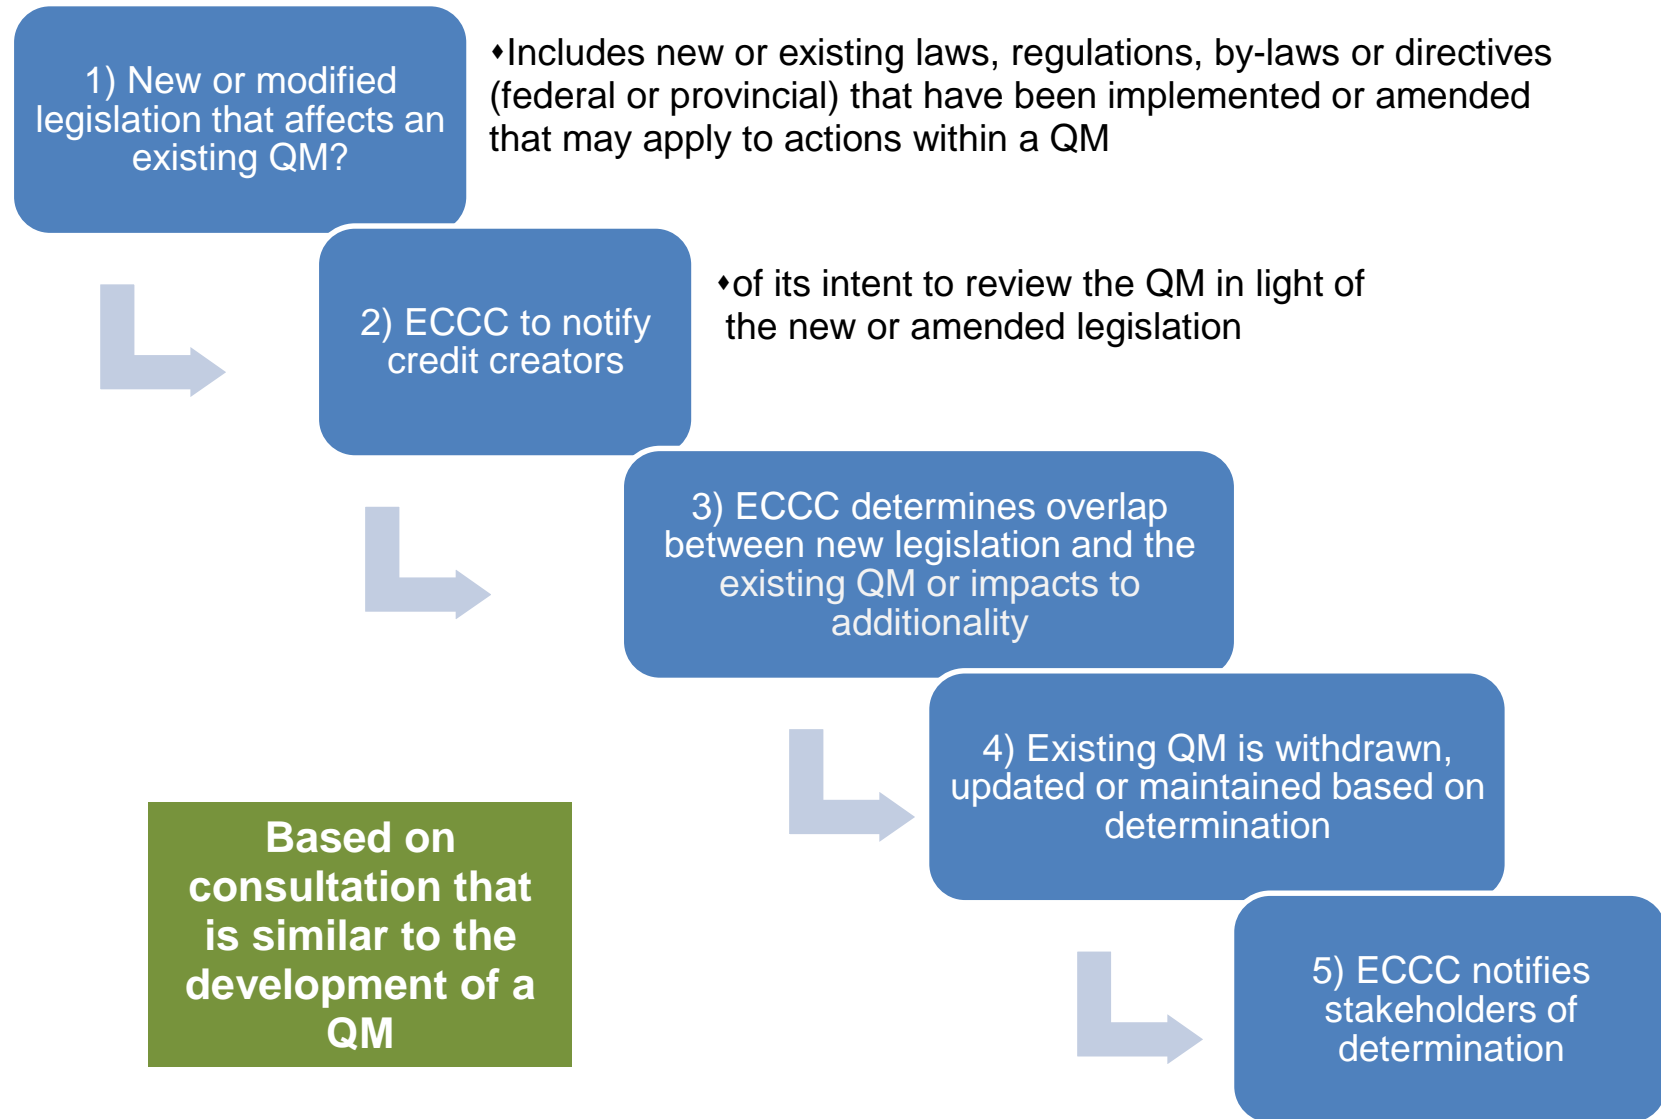 1) New or modified
legislation that affects an
existing QM?
⬧Includes new or existing laws, regulations, by-laws or directives
(federal or provincial) that have been implemented or amended
that may apply to actions within a QM
2) ECCC to notify
credit creators
⬧of its intent to review the QM in light of
the new or amended legislation
3) ECCC determines overlap
between new legislation and the
existing QM or impacts to
additionality
4) Existing QM is withdrawn,
updated or maintained based on
determination
Based on
consultation that
is similar to the
development of a
QM
5) ECCC notifies
stakeholders of
determination